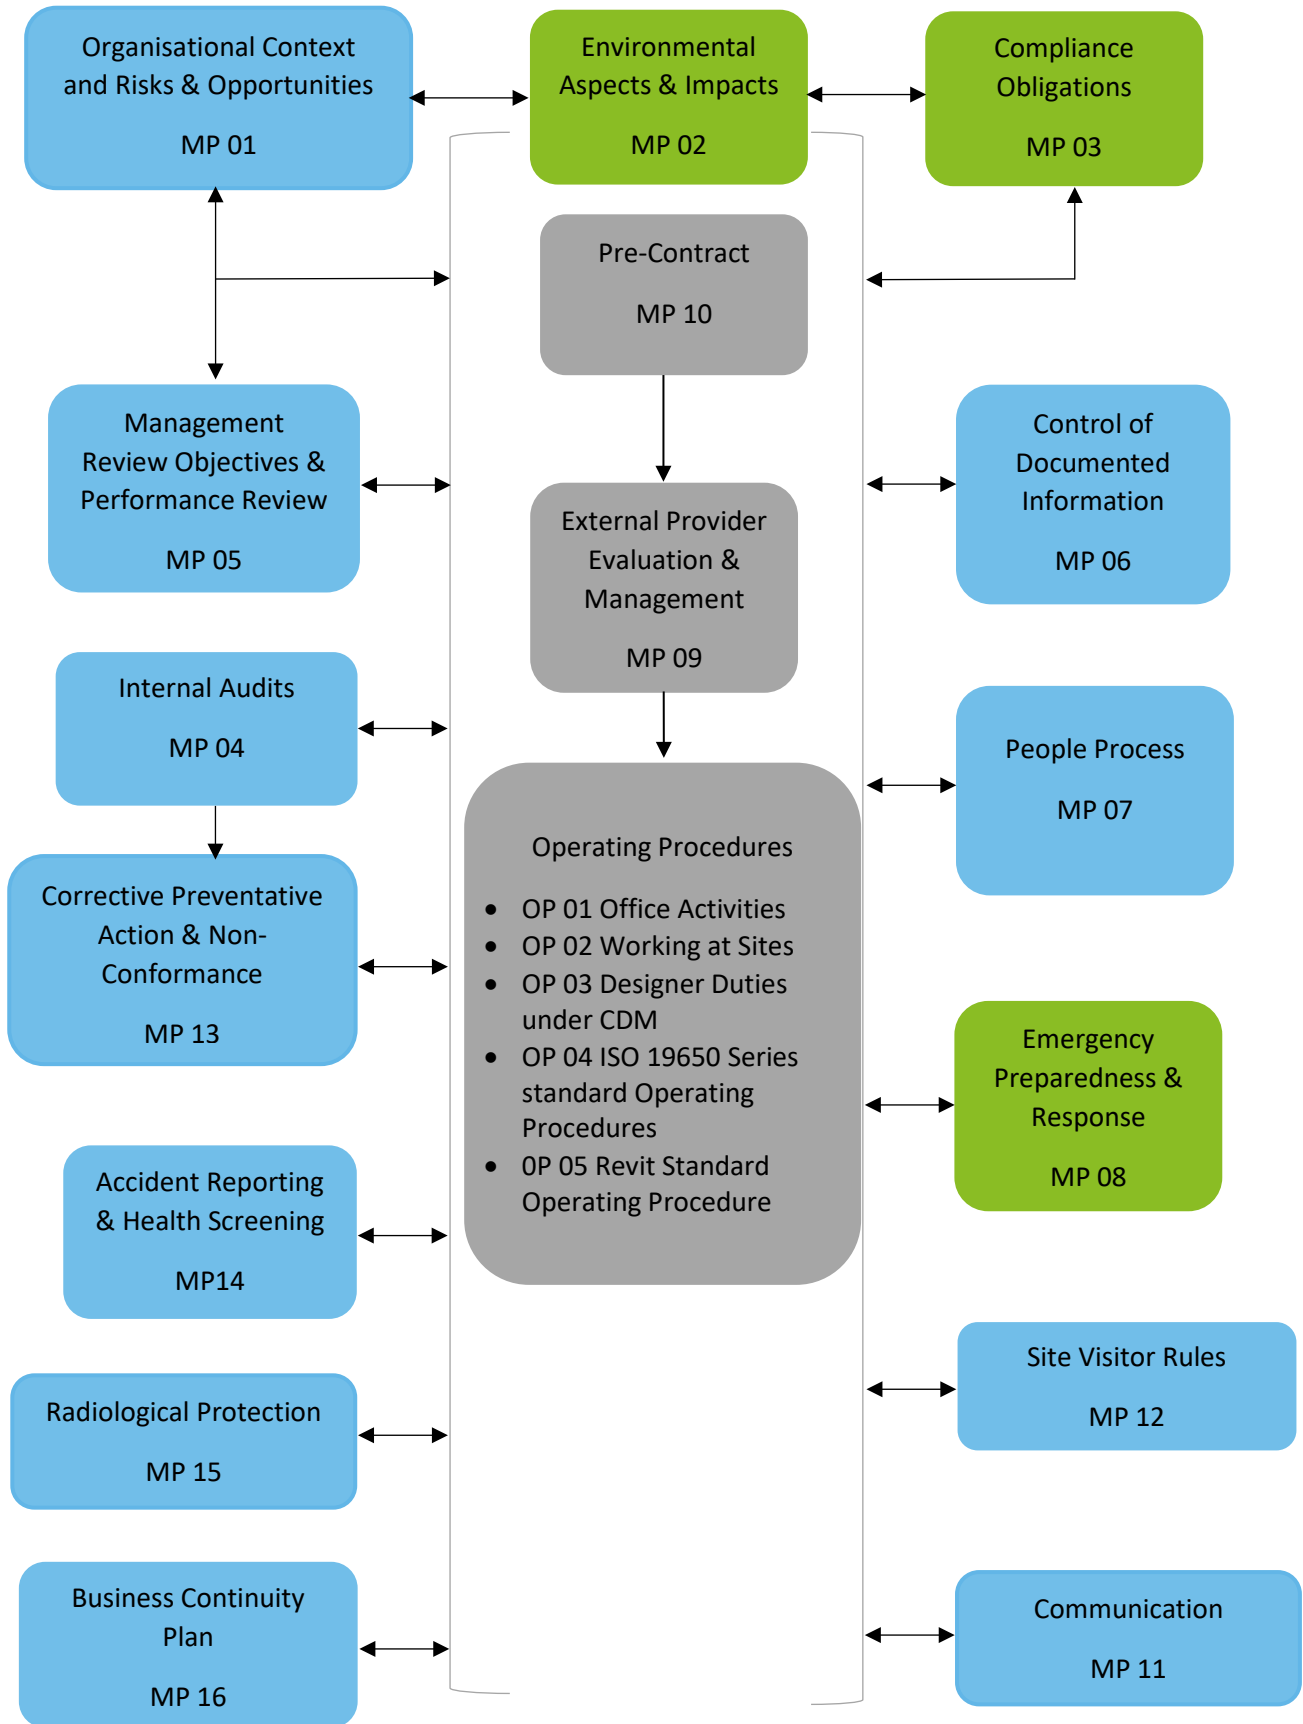 Organisational Context
and Risks & Opportunities
MP 01
Environmental
Aspects & Impacts
MP 02
Compliance
Obligations
MP 03
Pre-Contract
MP 10
Management
Review Objectives &
Performance Review
MP 05
Control of
Documented
Information
MP 06
External Provider
Evaluation &
Management
MP 09
Internal Audits
MP 04
People Process
MP 07
Operating Procedures
• OP 01 Office Activities
• OP 02 Working at Sites
• OP 03 Designer Duties
under CDM
• OP 04 ISO 19650 Series
standard Operating
Procedures
• 0P 05 Revit Standard
Operating Procedure
Corrective Preventative
Action & Non-
Conformance
MP 13
Emergency
Preparedness &
Response
MP 08
Accident Reporting
& Health Screening
MP14
Site Visitor Rules
MP 12
Radiological Protection
MP 15
Business Continuity
Plan
MP 16
Communication
MP 11